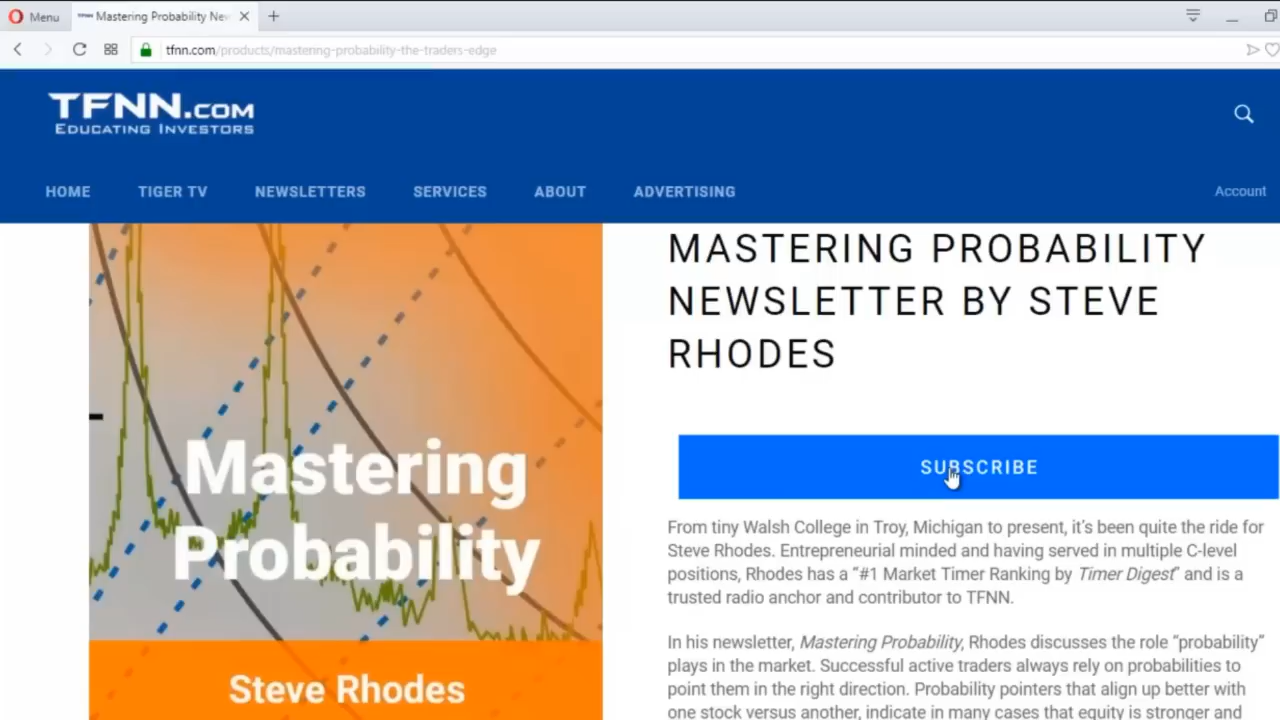 Menu
Mastering Probability Nev
tfnn.com/products/mastering-probability-the-traders-edge
TFNN.COM
EDUCATING INVESTORS
HOME TIGER TV NEWSLETTERS SERVICES ABOUT ADVERTISING Account
Mastering
Probability
Steve Rhodes
MASTERING PROBABILITY
NEWSLETTER BY STEVE
RHODES
SUBSCRIBE
From tiny Walsh College in Troy, Michigan to present, it's been quite the ride for
Steve Rhodes. Entrepreneurial minded and having served in multiple C-level
positions, Rhodes has a “#1 Market Timer Ranking by Timer Digest” and is a
trusted radio anchor and contributor to TFNN.
In his newsletter, Mastering Probability, Rhodes discusses the role “probability”
plays in the market. Successful active traders always rely on probabilities to
point them in the right direction. Probability pointers that align up better with
one stock versus another, indicate in many cases that equity is stronger and